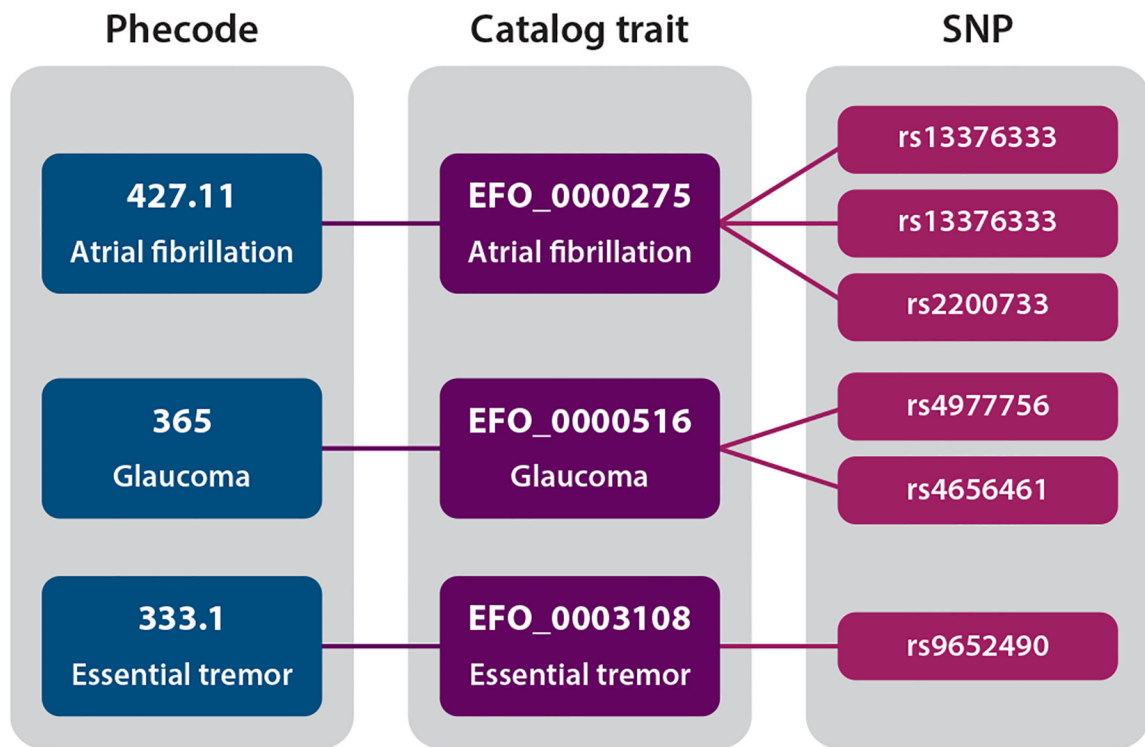 Phecode
Catalog trait
SNP
427.11
Atrial fibrillation
EFO_0000275
Atrial fibrillation
rs13376333
rs13376333
rs2200733
365
Glaucoma
EFO_0000516
Glaucoma
rs4977756
rs4656461
333.1
Essential tremor
EFO_0003108
Essential tremor
rs9652490